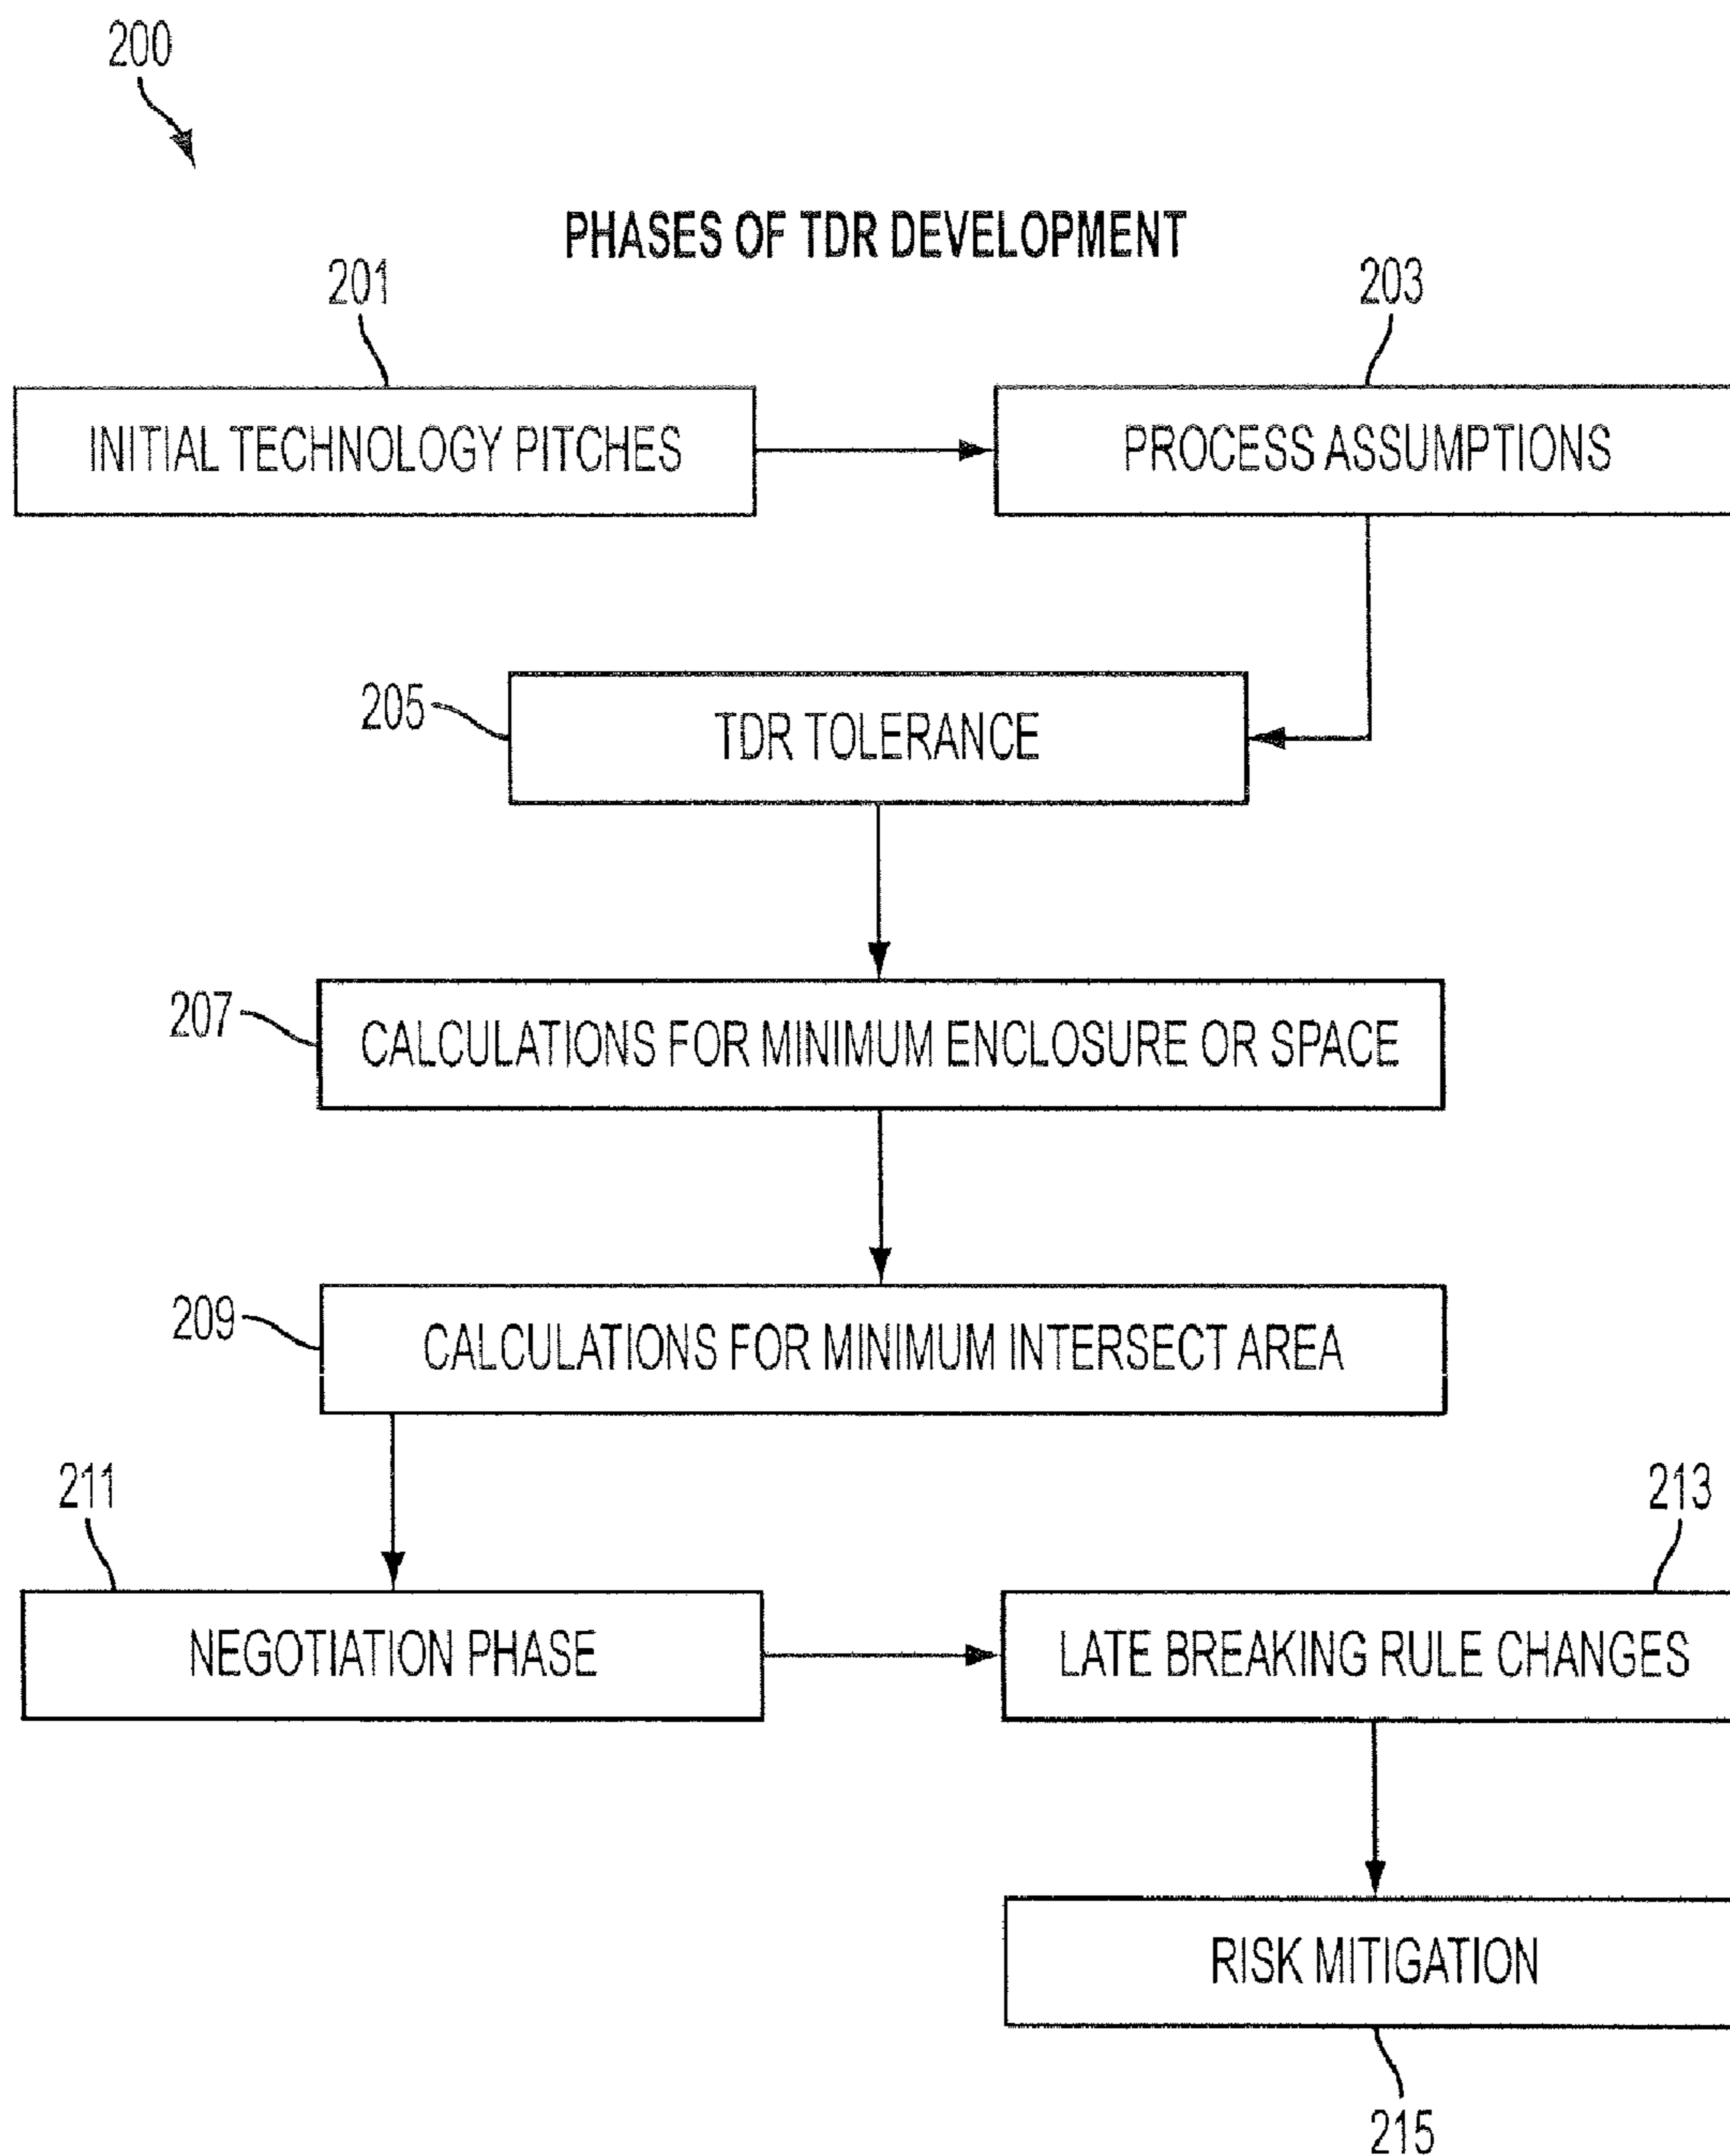 200
PHASES OF TDR DEVELOPMENT
201
203
INITIAL TECHNOLOGY PITCHES
PROCESS ASSUMPTIONS
205
TDR TOLERANCE
207
CALCULATIONS FOR MINIMUM ENCLOSURE OR SPACE
209
CALCULATIONS FOR MINIMUM INTERSECT AREA
211
213
NEGOTIATION PHASE
LATE BREAKING RULE CHANGES
RISK MITIGATION
215